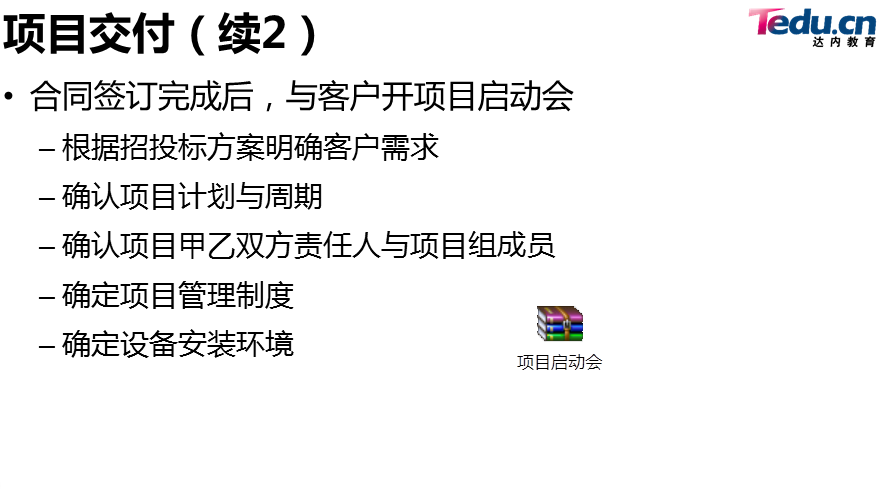 项目交付（续2）
Tedu.cn
达内教育
• 合同签订完成后，与客户开项目启动会
– 根据招投标方案明确客户需求
– 确认项目计划与周期
– 确认项目甲乙双方责任人与项目组成员
– 确定项目管理制度
– 确定设备安装环境
项目启动会